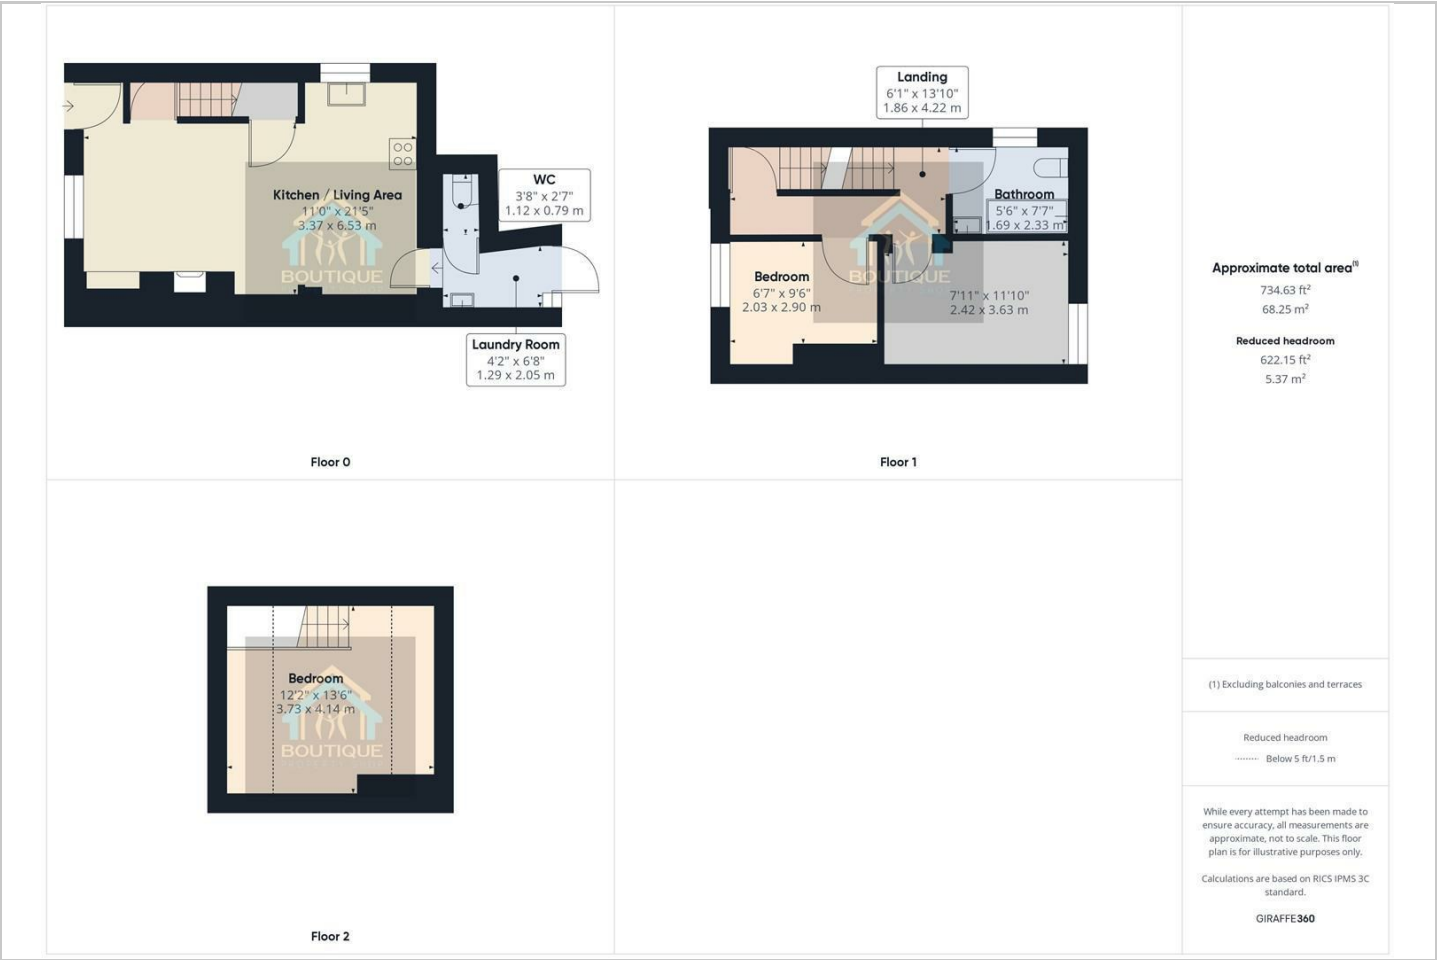 Kitchen / Living Area
11'0" x 21'5"
3.37 x 6.53 m
BOUTIQUE
WC
3'8" x 2'7"
1.12 x 0.79 m
Laundry Room
4'2" x 6'8"
1.29 x 2.05 m
Floor 0
Landing
6'1" x 13'10"
1.86 x 4.22 m
Bathroom
5'6" x 7'7"
1.69 x 2.33 m
BOUTIQUE
Bedroom
6'7" x 9'6"
2.03 x 2.90 m
7'11" x 11'10"
2.42 x 3.63 m
Floor 1
Bedroom
12'2" x 13'6"
3.73 x 4.14 m
BOUTIQUE
Floor 2
Approximate total area(1)
734.63 ft²
68.25 m²
Reduced headroom
622.15 ft²
5.37 m²
(1) Excluding balconies and terraces
Reduced headroom
Below 5 ft/1.5 m
While every attempt has been made to
ensure accuracy, all measurements are
approximate, not to scale. This floor
plan is for illustrative purposes only.
Calculations are based on RICS IPMS 3C
standard.
GIRAFFE360